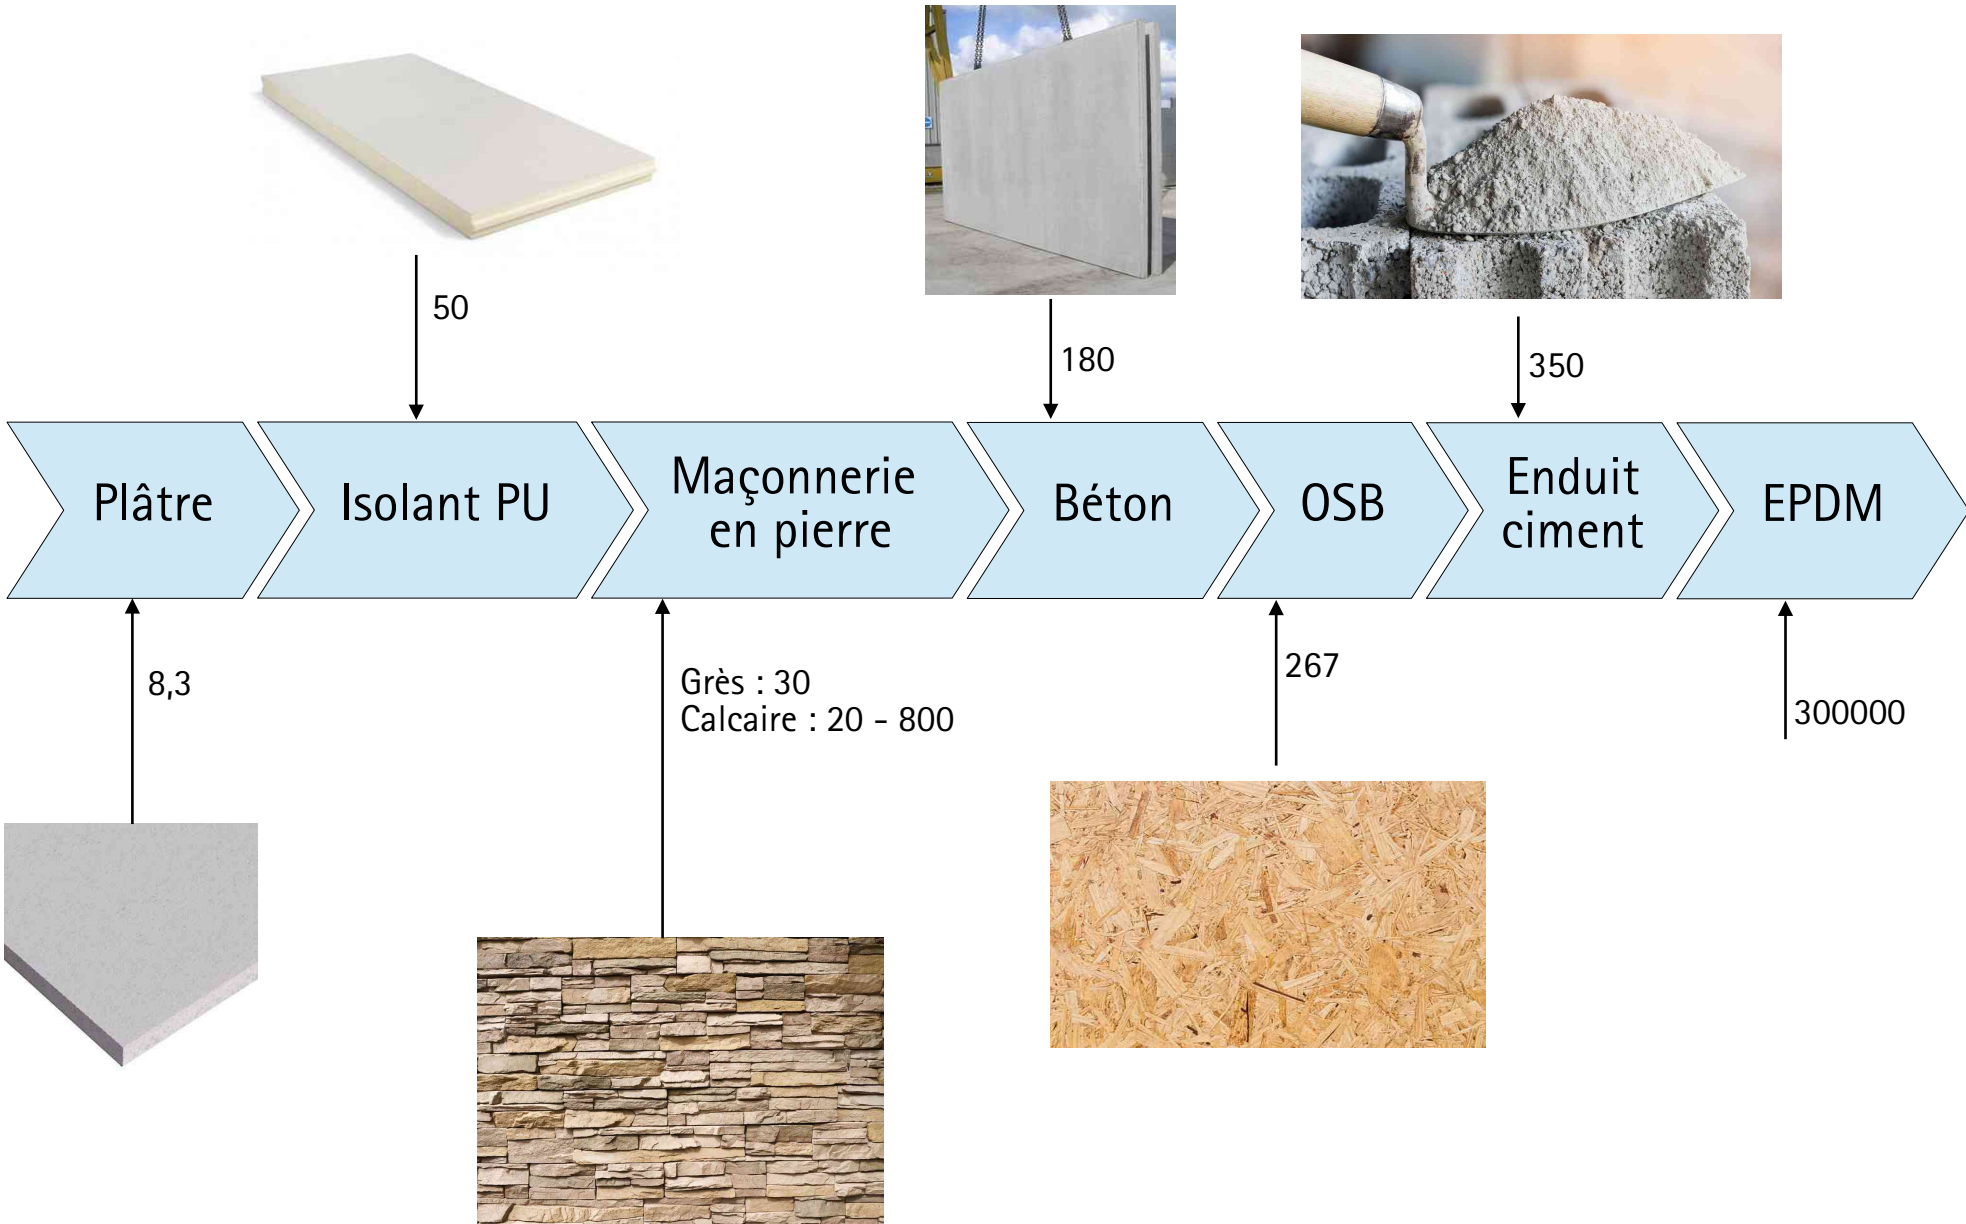 50
180
350
Plâtre
Isolant PU
Maçonnerie
en pierre
Béton
OSB
Enduit
ciment
EPDM
8,3
Grès : 30
Calcaire : 20 - 800
267
300000